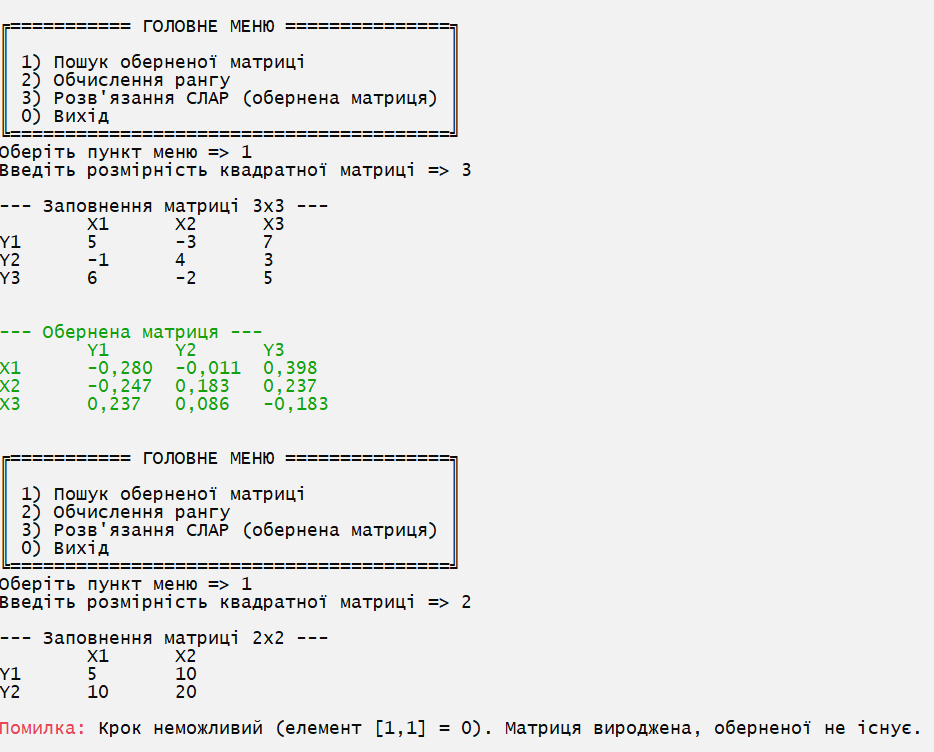 ╔=========== ГОЛОВНЕ МЕНЮ ===============╗
1) Пошук оберненої матриці
2) Обчислення рангу
3) Розв'язання СЛАР (обернена матриця)
0) Вихід
╚========================================╝
Оберіть пункт меню => 1
Введіть розмірність квадратної матриці => 3
--- Заповнення матриці 3x3 ---
X1 X2 X3
Y1 5 -3 7
Y2 -1 4 3
Y3 6 -2 5
--- Обернена матриця ---
Y1 Y2 Y3
X1 -0,280 -0,011 0,398
X2 -0,247 0,183 0,237
X3 0,237 0,086 -0,183
╔=========== ГОЛОВНЕ МЕНЮ ===============╗
1) Пошук оберненої матриці
2) Обчислення рангу
3) Розв'язання СЛАР (обернена матриця)
0) Вихід
╚========================================╝
Оберіть пункт меню => 1
Введіть розмірність квадратної матриці => 2
--- Заповнення матриці 2x2 ---
X1 X2
Y1 5 10
Y2 10 20
Помилка: Крок неможливий (елемент [1,1] = 0). Матриця вироджена, оберненої не існує.